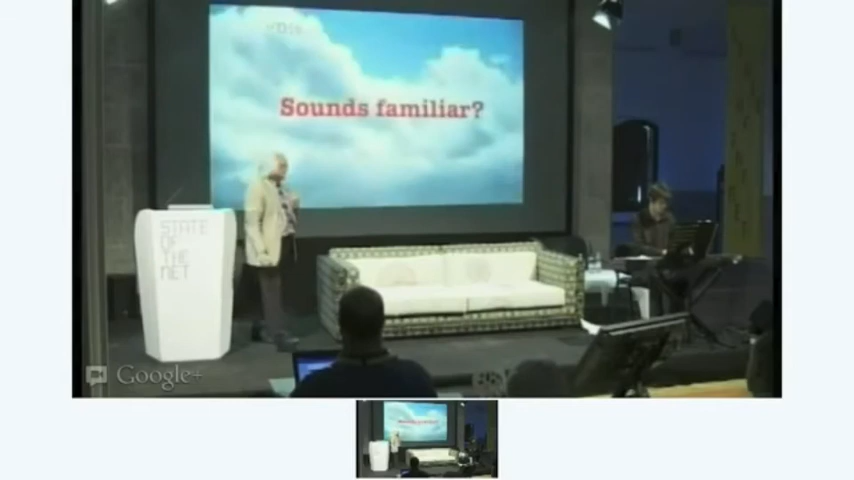 Sounds familiar?
STATE
OF
THE
NET
Google+